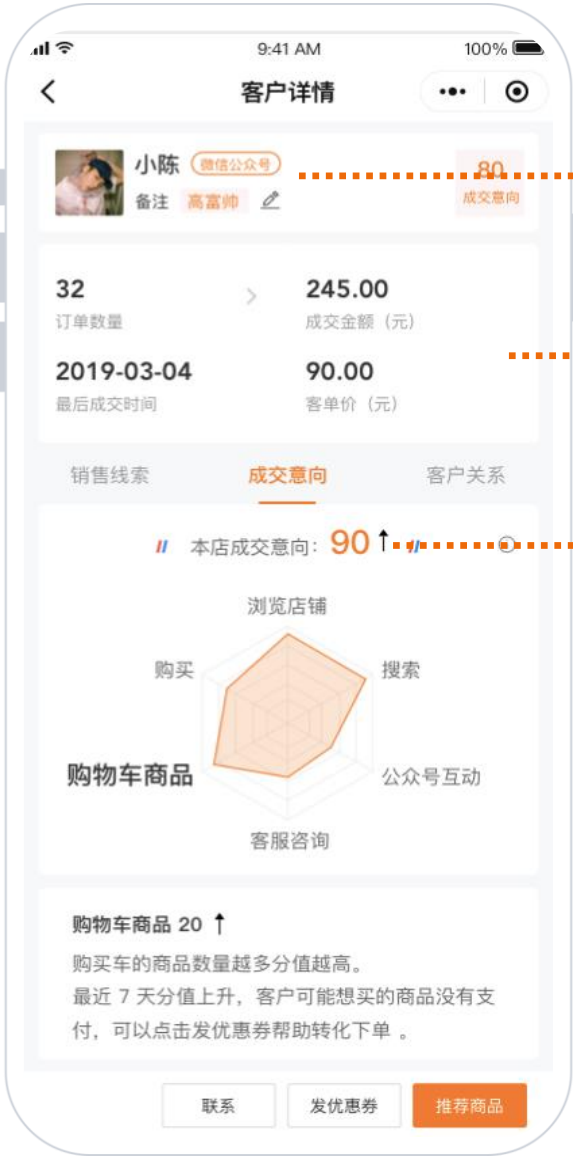 9:41 AM 100%
客户详情
小陈 微信公众号 80
备注 高富帅 成交意向
32 245.00
订单数量 成交金额（元）
2019-03-04 90.00
最后成交时间 客单价（元）
销售线索 成交意向 客户关系
本店成交意向：90↑
浏览店铺
购买 搜索
购物车商品 公众号互动
客服咨询
购物车商品 20 ↑
购买车的商品数量越多分值越高。
最近 7 天分值上升，客户可能想买的商品没有支
付，可以点击发优惠券帮助转化下单 。
联系 发优惠券 推荐商品